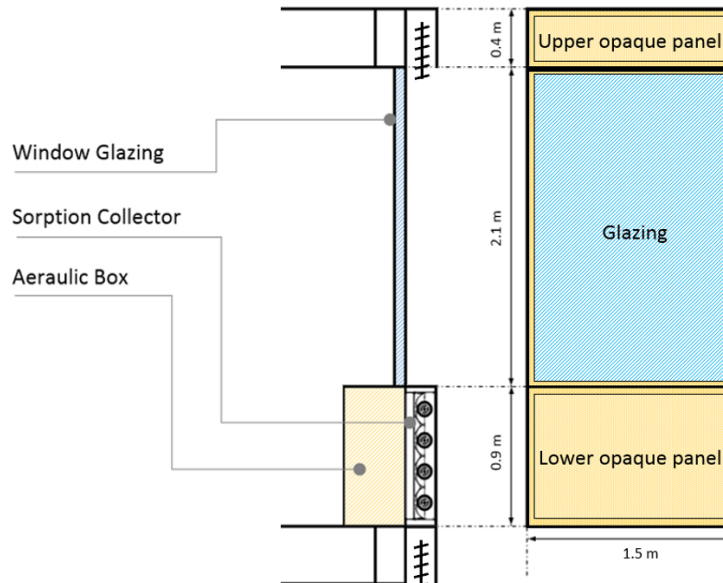 0.4 m
Upper opaque panel
Window Glazing
Sorption Collector
Aeraulic Box
2.1 m
Glazing
0.9 m
Lower opaque panel
1.5 m